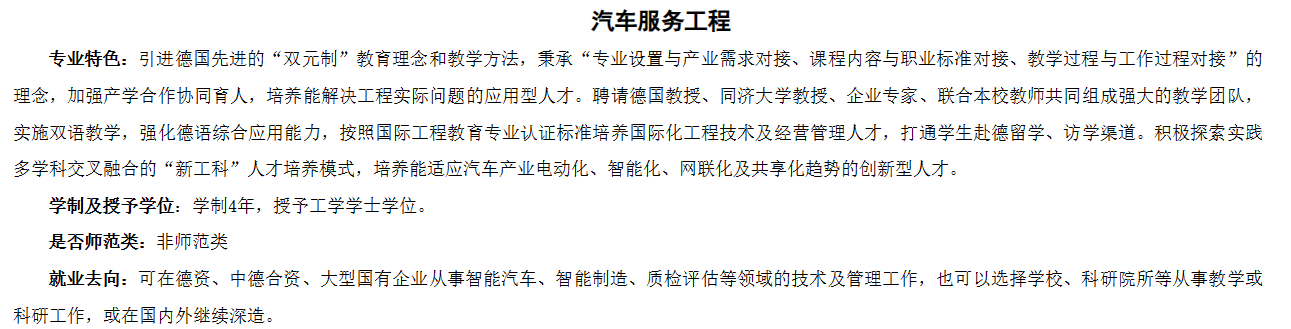 汽车服务工程
专业特色：引进德国先进的“双元制”教育理念和教学方法，秉承“专业设置与产业需求对接、课程内容与职业标准对接、教学过程与工作过程对接”的
理念，加强产学合作协同育人，培养能解决工程实际问题的应用型人才。聘请德国教授、同济大学教授、企业专家、联合本校教师共同组成强大的教学团队，
实施双语教学，强化德语综合应用能力，按照国际工程教育专业认证标准培养国际化工程技术及经营管理人才，打通学生赴德留学、访学渠道。积极探索实践
多学科交叉融合的“新工科”人才培养模式，培养能适应汽车产业电动化、智能化、网联化及共享化趋势的创新型人才。
学制及授予学位：学制4年，授予工学学士学位。
是否师范类：非师范类
就业去向：可在德资、中德合资、大型国有企业从事智能汽车、智能制造、质检评估等领域的技术及管理工作，也可以选择学校、科研院所等从事教学或
科研工作，或在国内外继续深造。